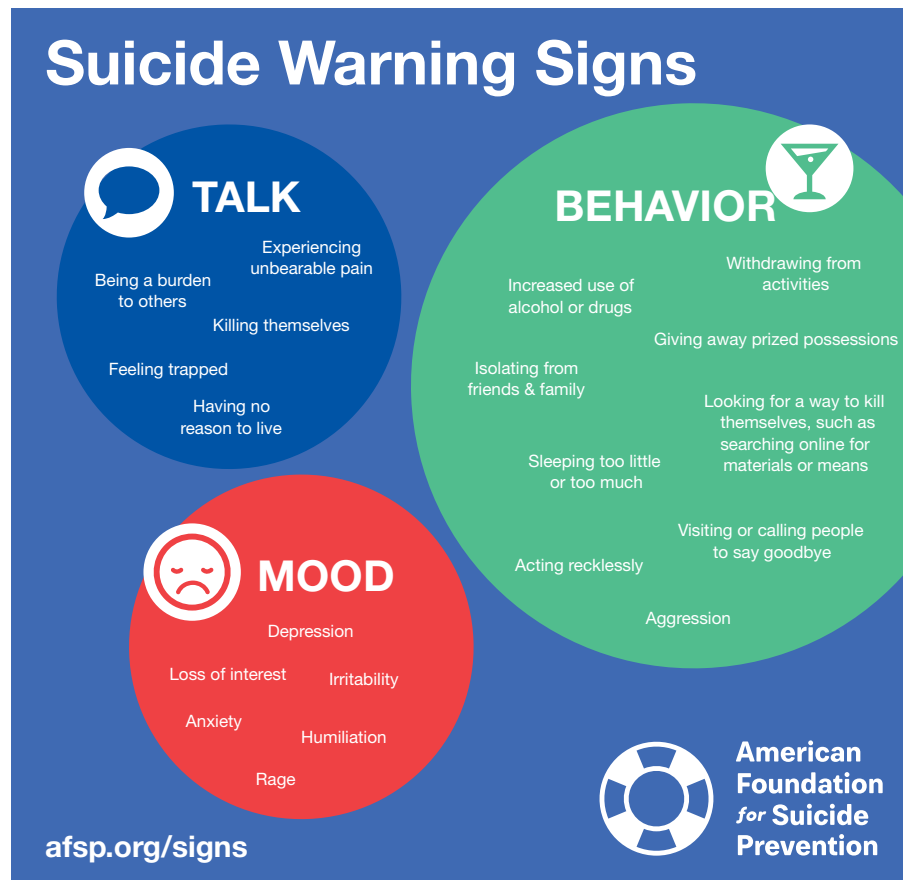 Suicide Warning Signs
TALK
Experiencing
unbearable pain
Being a burden
to others
Killing themselves
Feeling trapped
Having no
reason to live
BEHAVIOR
Withdrawing from
activities
Increased use of
alcohol or drugs
Giving away prized possessions
Isolating from
friends & family
Looking for a way to kill
themselves, such as
searching online for
materials or means
Sleeping too little
or too much
Visiting or calling people
to say goodbye
Acting recklessly
Aggression
MOOD
Depression
Loss of interest
Irritability
Anxiety
Humiliation
Rage
afsp.org/signs
American
Foundation
for Suicide
Prevention